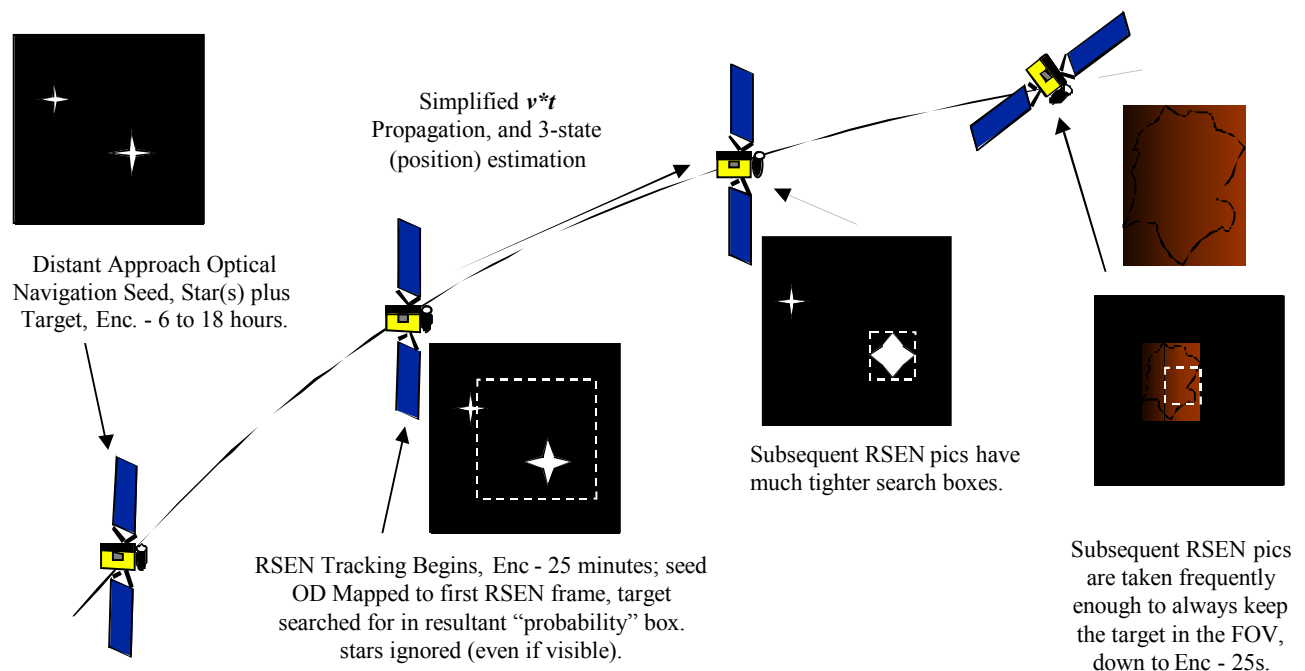 Simplified v*t
Propagation, and 3-state
(position) estimation
Distant Approach Optical
Navigation Seed, Star(s) plus
Target, Enc. - 6 to 18 hours.
RSEN Tracking Begins, Enc - 25 minutes; seed
OD Mapped to first RSEN frame, target
searched for in resultant “probability” box.
stars ignored (even if visible).
Subsequent RSEN pics have
much tighter search boxes.
Subsequent RSEN pics
are taken frequently
enough to always keep
the target in the FOV,
down to Enc - 25s.